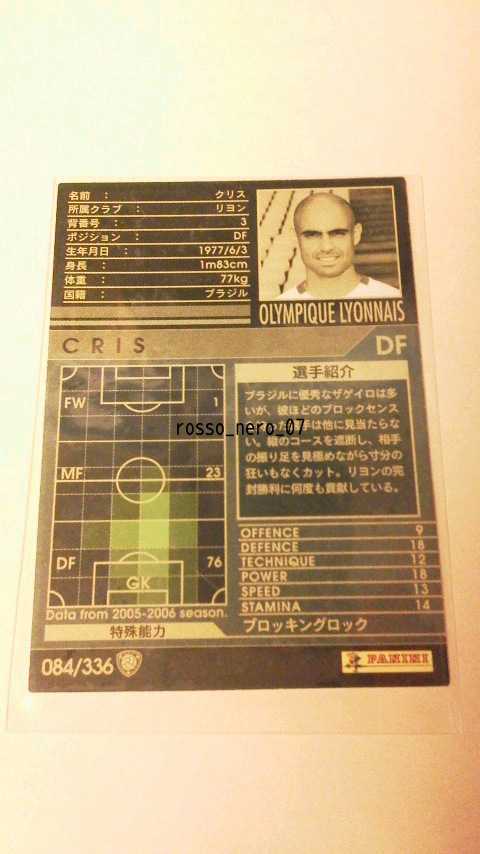 名前 ： クリス
所属クラブ ： リヨン
背番号 ： 3
ポジション ： DF
生年月日 ： 1977/6/3
身長 ： 1m83cm
体重 ： 77kg
国籍 ： ブラジル
OLYMPIQUE LYONNAIS
CRIS DF
FW 1
MF 23
DF 76
GK
Data from 2005-2006 season.
選手紹介
ブラジルに優秀なザゲイロは多
いが、彼ほどのブロックセンス
手は他に見当たらな
い。縦のコースを遮断し、相手
の振り足を見極めながら寸分の
狂いもなくカット。リヨンの完
封勝利に何度も貢献している。
rosso_nero_07
OFFENCE 9
DEFENCE 18
TECHNIQUE 12
POWER 18
SPEED 13
STAMINA 14
特殊能力 ブロッキングロック
084/336
PANINI